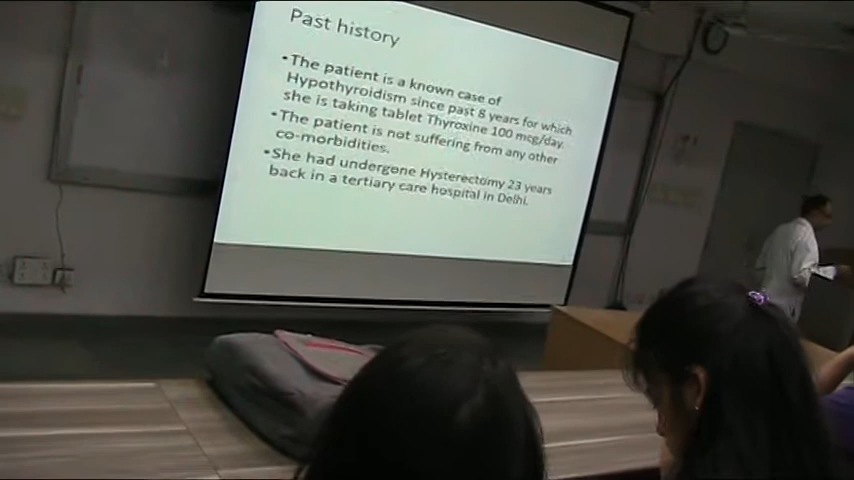 Past history
•The patient is a known case of
Hypothyroidism since past 8 years for which
she is taking tablet Thyroxine 100 mcg/day.
•The patient is not suffering from any other
co-morbidities.
•She had undergone Hysterectomy 23 years
back in a tertiary care hospital in Delhi.